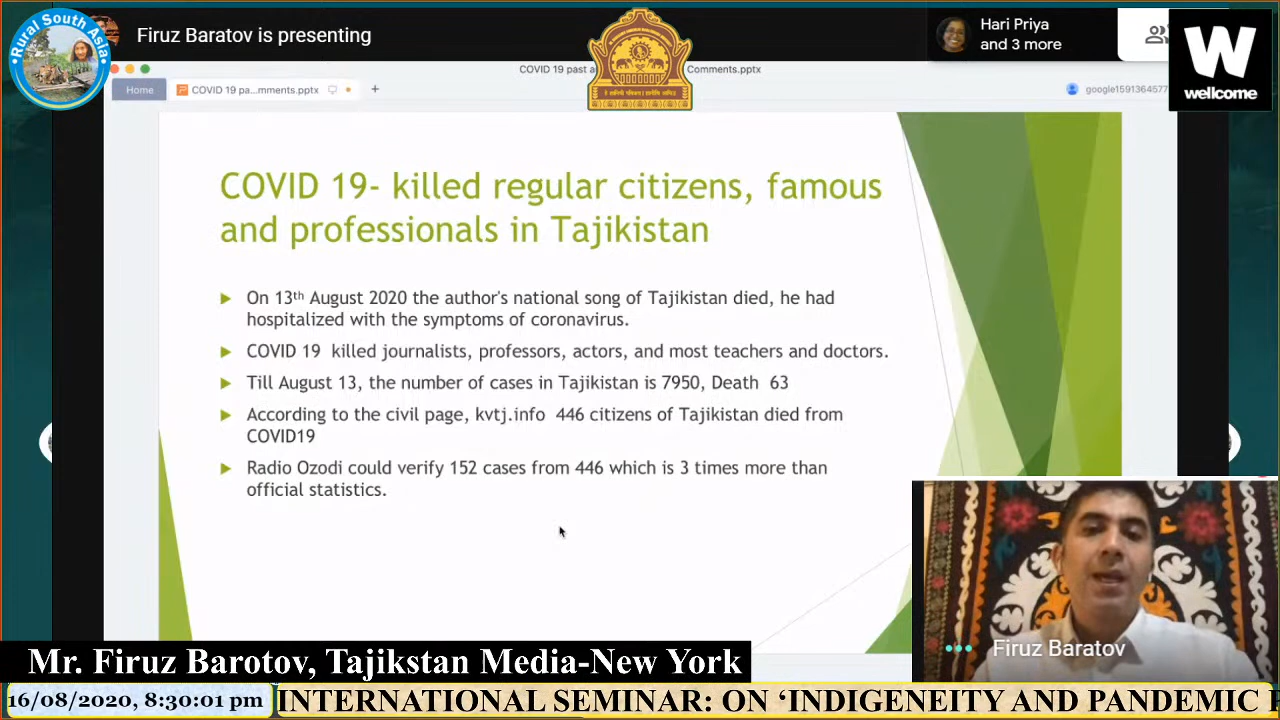 Rural South Asia
Firuz Baratov is presenting
Hari Priya
and 3 more
W
wellcome
COVID 19 past a
Comments.pptx
Home
COVID 19 pa...mments.pptx
+
google1591364577
COVID 19- killed regular citizens, famous
and professionals in Tajikistan
On 13th August 2020 the author's national song of Tajikistan died, he had
hospitalized with the symptoms of coronavirus.
COVID 19 killed journalists, professors, actors, and most teachers and doctors.
Till August 13, the number of cases in Tajikistan is 7950, Death 63
According to the civil page, kvtj.info 446 citizens of Tajikistan died from
COVID19
Radio Ozodi could verify 152 cases from 446 which is 3 times more than
official statistics.
Firuz Baratov
Mr. Firuz Barotov, Tajikstan Media-New York
16/08/2020, 8:30:01 pm
INTERNATIONAL SEMINAR: ON ‘INDIGENEITY AND PANDEMIC